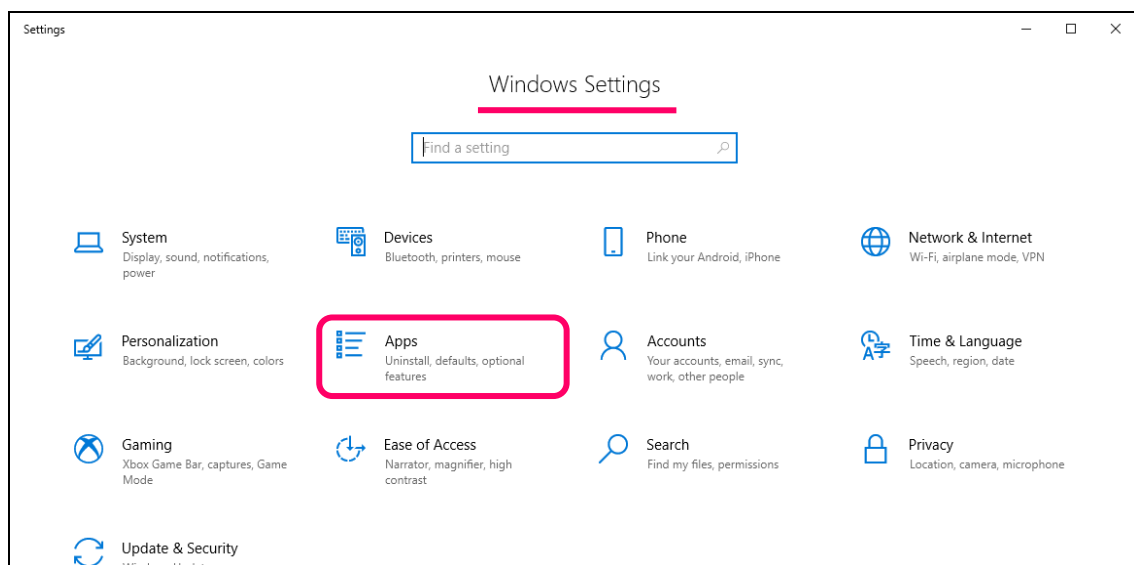 Settings
Windows Settings
Find a setting
System
Display, sound, notifications,
power
Devices
Bluetooth, printers, mouse
Phone
Link your Android, iPhone
Network & Internet
Wi-Fi, airplane mode, VPN
Personalization
Background, lock screen, colors
Apps
Uninstall, defaults, optional
features
Accounts
Your accounts, email, sync,
work, other people
Time & Language
Speech, region, date
Gaming
Xbox Game Bar, captures, Game
Mode
Ease of Access
Narrator, magnifier, high
contrast
Search
Find my files, permissions
Privacy
Location, camera, microphone
Update & Security